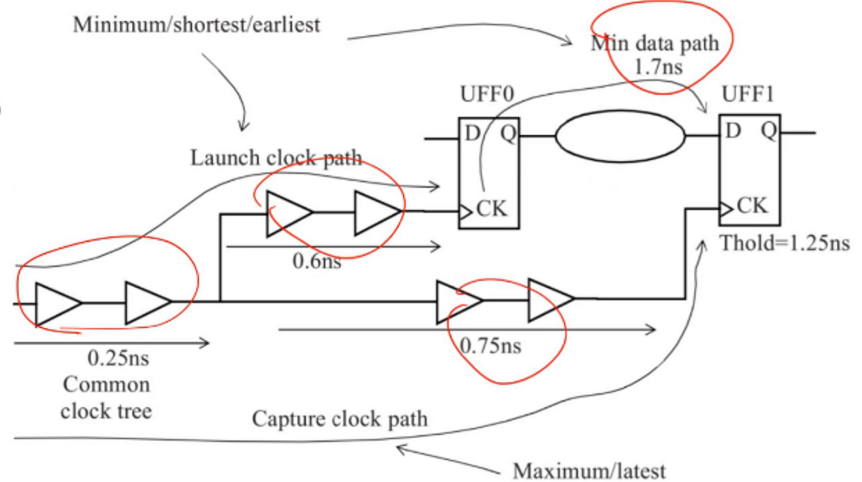 Minimum/shortest/earliest
Min data path
1.7ns
UFF0
UFF1
D Q
D Q
Launch clock path
CK
CK
Thold=1.25ns
0.6ns
0.75ns
0.25ns
Common
clock tree
Capture clock path
Maximum/latest